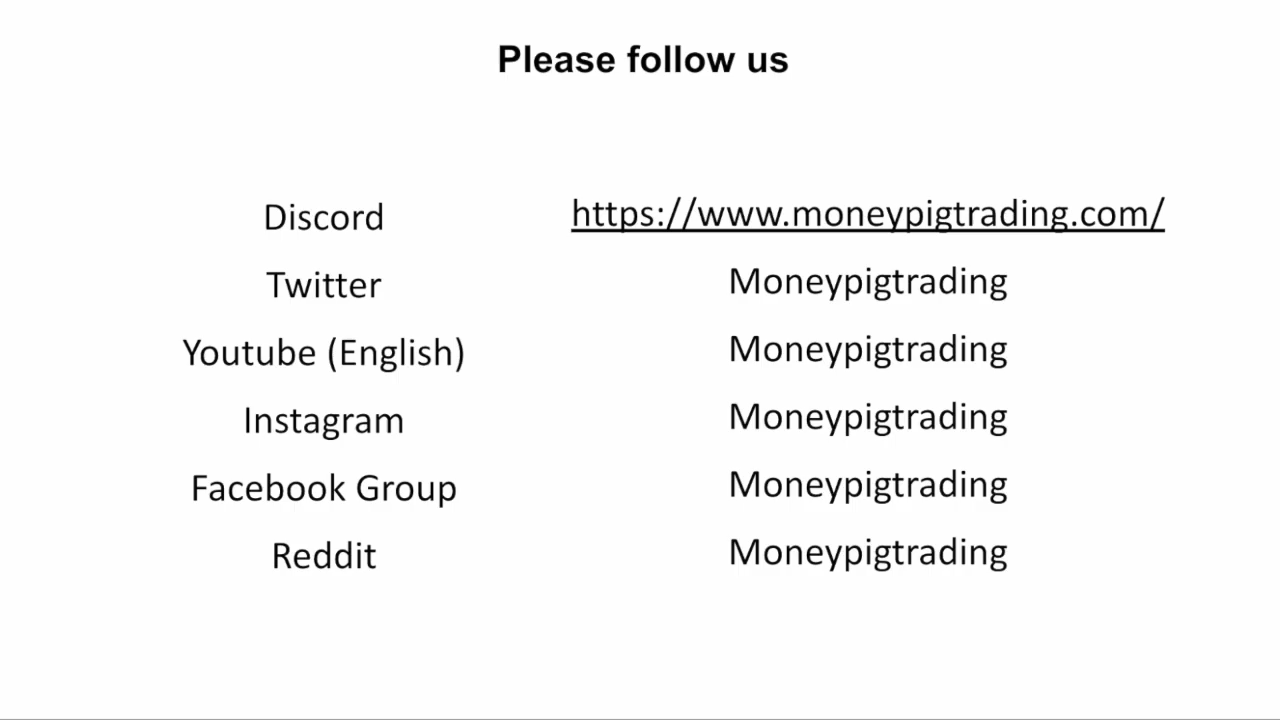 Please follow us
Discord https://www.moneypigtrading.com/
Twitter Moneypigtrading
Youtube (English) Moneypigtrading
Instagram Moneypigtrading
Facebook Group Moneypigtrading
Reddit Moneypigtrading